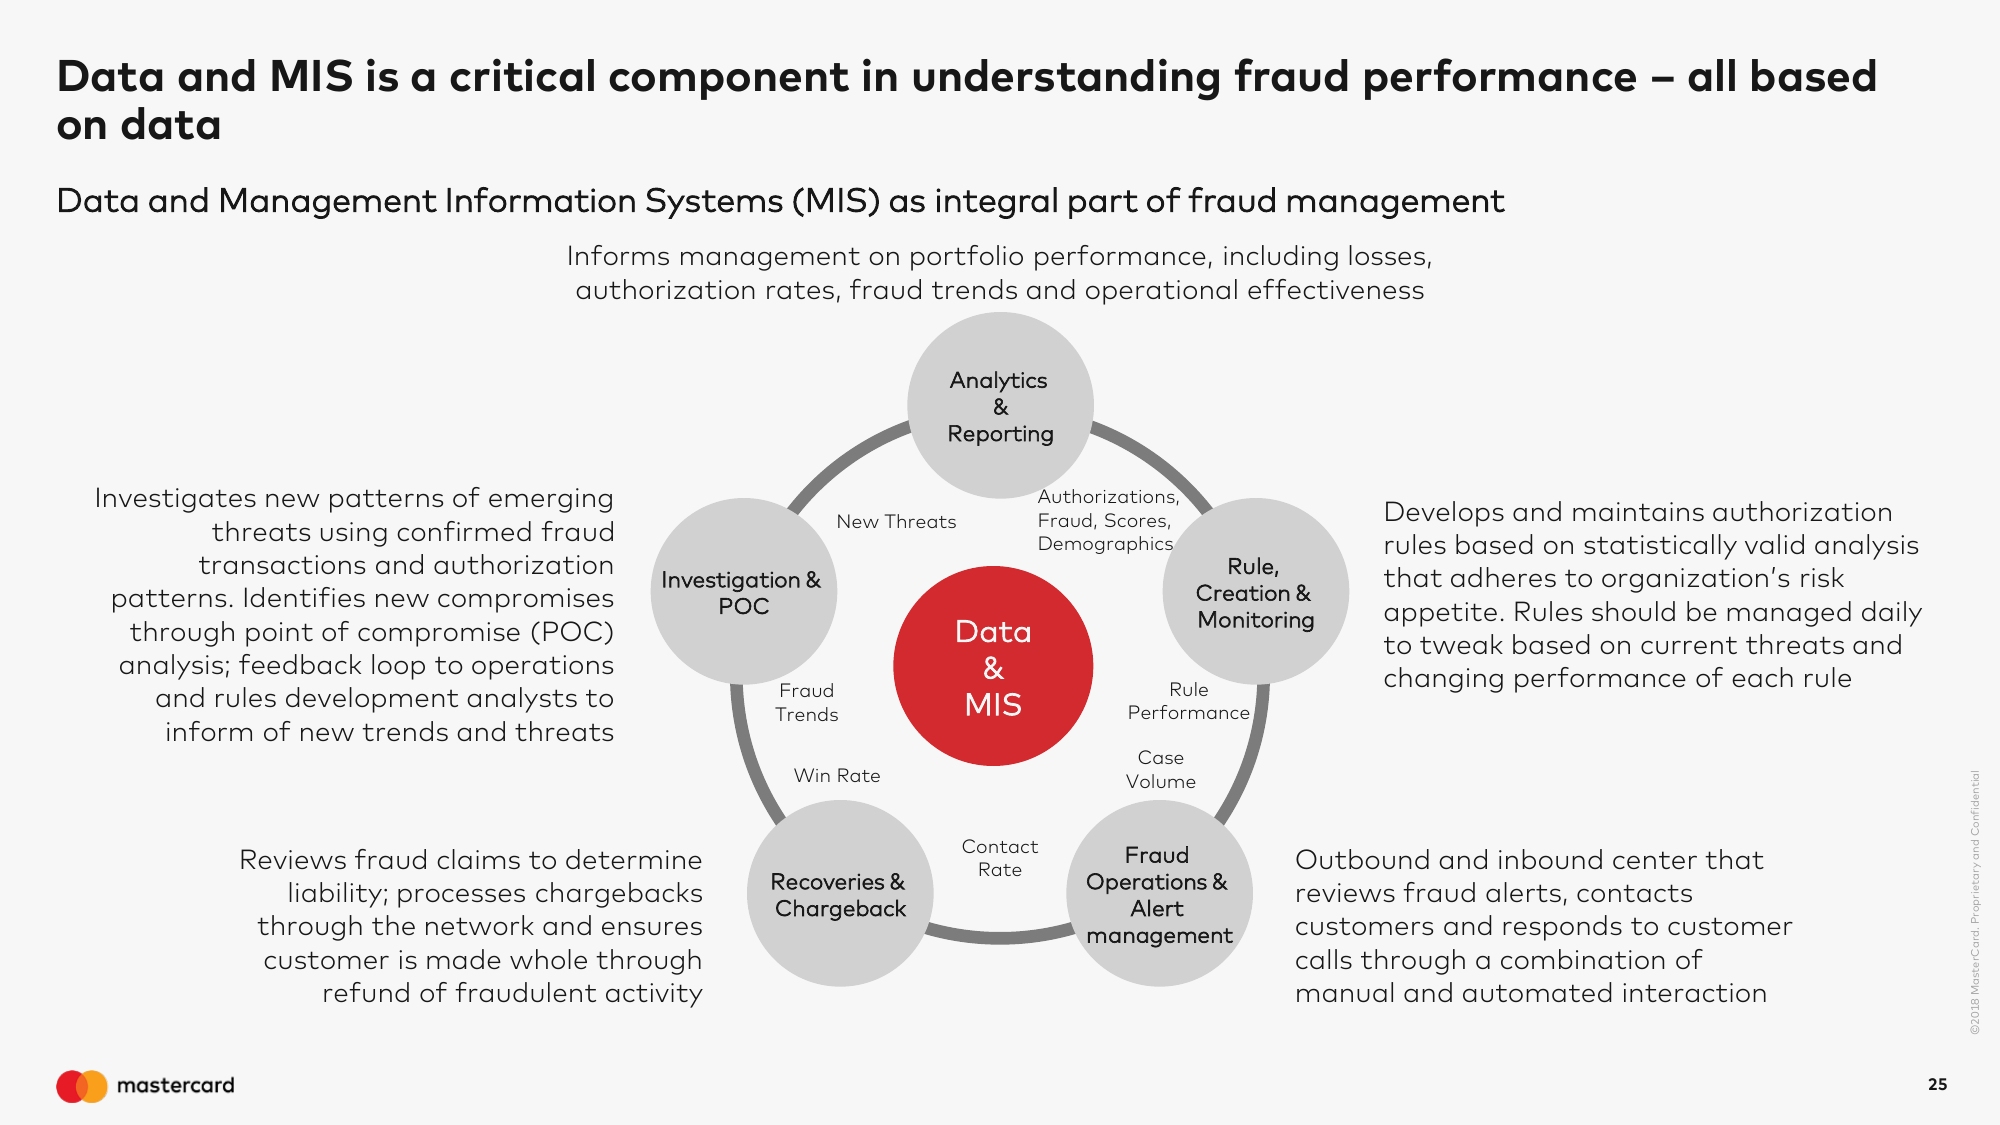 Data and MIS is a critical component in understanding fraud performance – all based
on data
Data and Management Information Systems (MIS) as integral part of fraud management
Informs management on portfolio performance, including losses,
authorization rates, fraud trends and operational effectiveness
Analytics
&
Reporting
Investigates new patterns of emerging
threats using confirmed fraud
transactions and authorization
patterns. Identifies new compromises
through point of compromise (POC)
analysis; feedback loop to operations
and rules development analysts to
inform of new trends and threats
Investigation &
POC
New Threats
Authorizations,
Fraud, Scores,
Demographics
Rule,
Creation &
Monitoring
Develops and maintains authorization
rules based on statistically valid analysis
that adheres to organization's risk
appetite. Rules should be managed daily
to tweak based on current threats and
changing performance of each rule
Data
&
MIS
Fraud
Trends
Rule
Performance
Win Rate
Case
Volume
Contact
Rate
Reviews fraud claims to determine
liability; processes chargebacks
through the network and ensures
customer is made whole through
refund of fraudulent activity
Recoveries &
Chargeback
Fraud
Operations &
Alert
management
Outbound and inbound center that
reviews fraud alerts, contacts
customers and responds to customer
calls through a combination of
manual and automated interaction
©2018 MasterCard. Proprietary and Confidential
mastercard
25